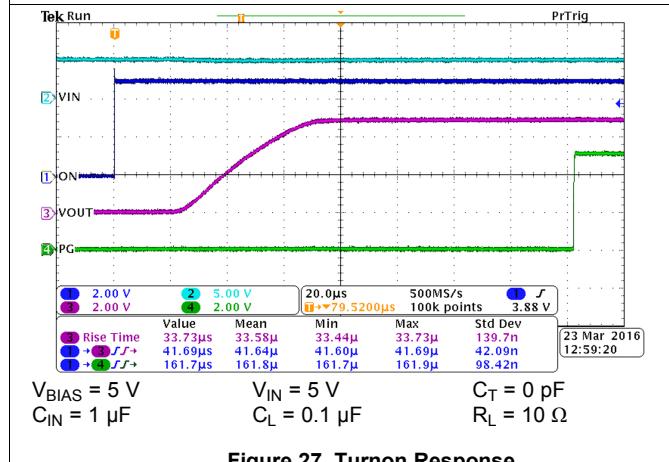 Tek Run PrTrig
T
T
2 VIN
1 ON
3 VOUT
4 PG
1 2.00 V 2 5.00 V 20.0µs 500MS/s 1
3 2.00 V 4 2.00 V T→▼79.5200µs 100k points 3.88 V
Value Mean Min Max Std Dev
3 Rise Time 33.73µs 33.58µ 33.44µ 33.73µ 139.7n
1 → 3 41.69µs 41.64µ 41.60µ 41.69µ 42.09n
1 → 4 161.7µs 161.8µ 161.7µ 161.9µ 98.42n
23 Mar 2016
12:59:20
VBIAS = 5 V VIN = 5 V CT = 0 pF
CIN = 1 µF CL = 0.1 µF RL = 10 Ω
Figure 27. Turnon Response